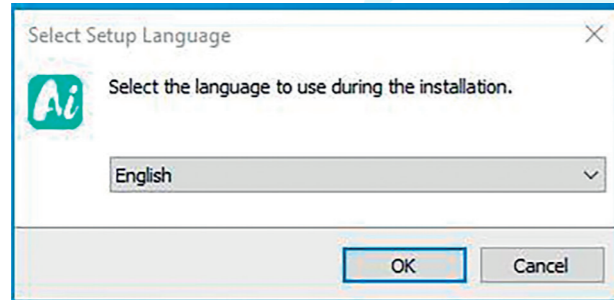 Select Setup Language
Ai
Select the language to use during the installation.
English
OK
Cancel